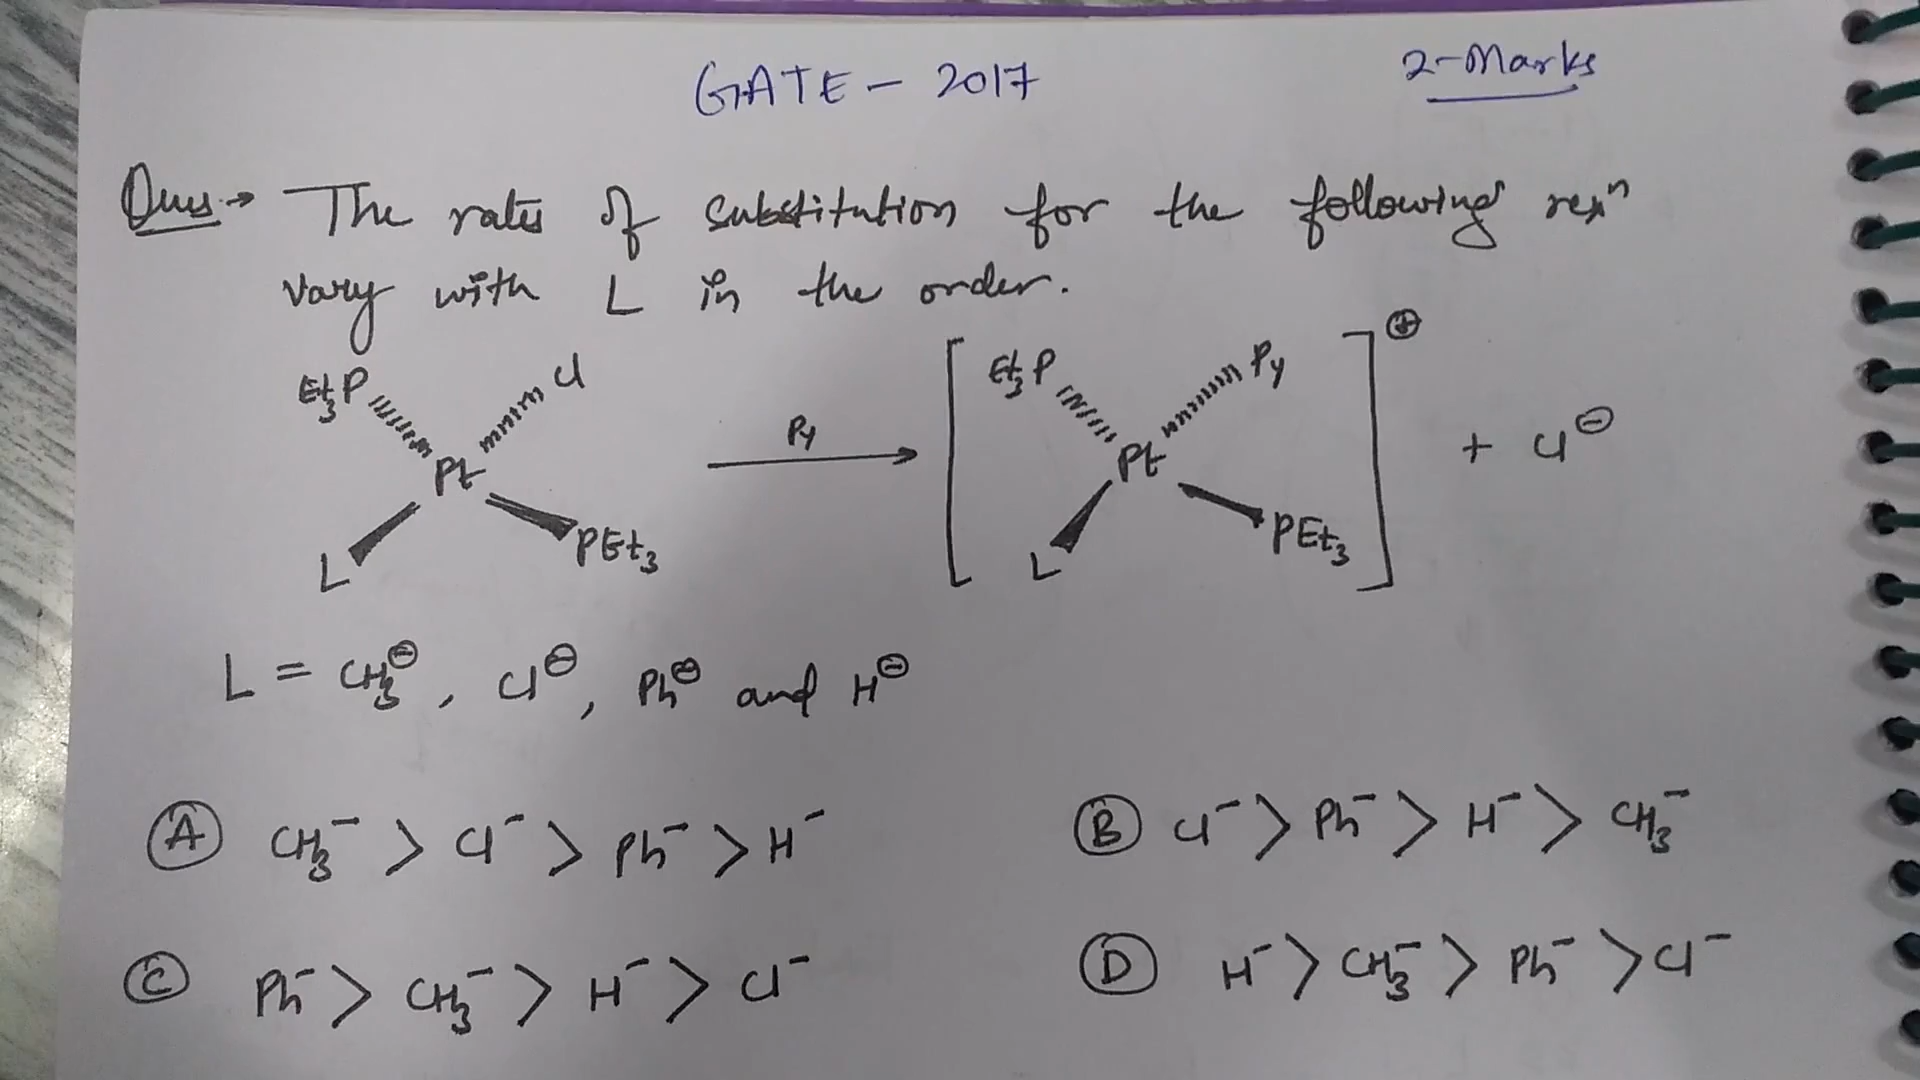 GATE - 2017
2-Marks
Ques → The rates of substitution for the following rexⁿ
vary with L in the order.
Et₃P Cl
Pt
L PEt₃
Py
[ Et₃P Py
Pt
L PEt₃ ]⊕ + Cl⊖
L = CH₃⊖, Cl⊖, Ph⊖ and H⊖
Ⓐ CH₃⁻ > Cl⁻ > Ph⁻ > H⁻
Ⓑ Cl⁻ > Ph⁻ > H⁻ > CH₃⁻
Ⓒ Ph⁻ > CH₃⁻ > H⁻ > Cl⁻
Ⓓ H⁻ > CH₃⁻ > Ph⁻ > Cl⁻